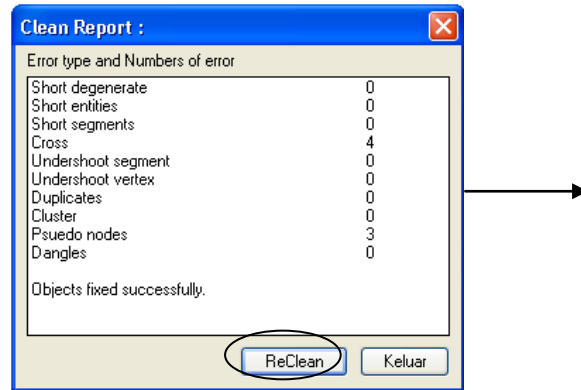 Clean Report :
Error type and Numbers of error
Short degenerate 0
Short entities 0
Short segments 0
Cross 4
Undershoot segment 0
Undershoot vertex 0
Duplicates 0
Cluster 0
Psuedo nodes 3
Dangles 0
Objects fixed successfully.
ReClean Keluar